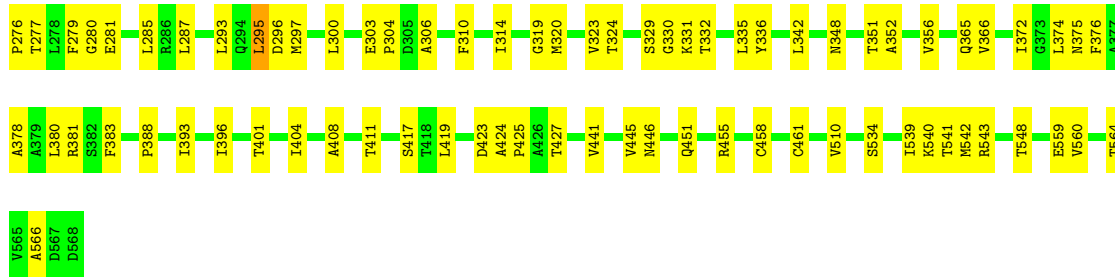 P276 T277 L278 F279 G280 E281 L285 R286 L287 L293 Q294 L295 D296 M297 L300 E303 P304 D305 A306 F310 I314 G319 M320 V323 T324 S329 G330 K331 T332 L335 Y336 L342 N348 T351 A352 V356 Q365 V366 I372 G373 L374 N375 F376 A377
A378 A379 L380 R381 S382 F383 P388 I393 I396 T401 I404 A408 T411 S417 T418 L419 D423 A424 P425 A426 T427 V441 V445 N446 Q451 R455 C458 C461 V510 S534 I539 K540 T541 M542 R543 T548 E559 V560 T564
V565 A566 D567 D568